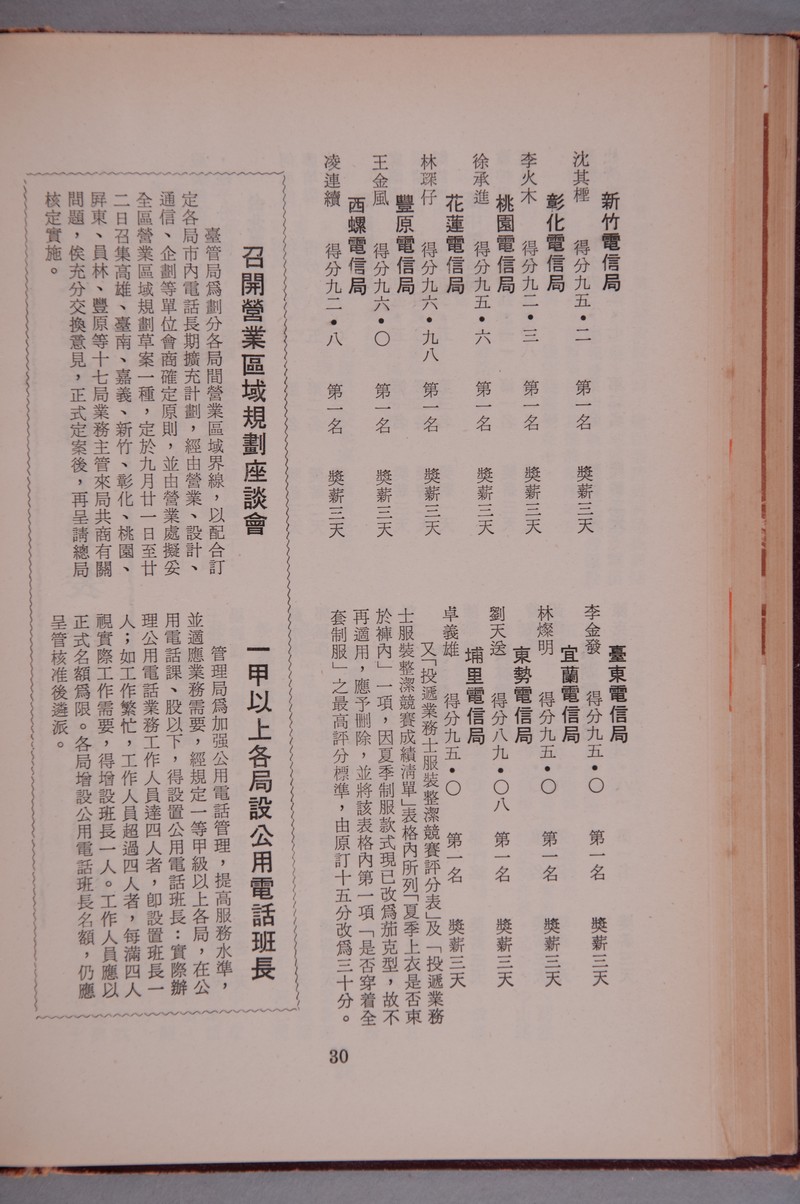 新竹電信局
沈其樫 得分九五•二 第一名 獎薪三天
彰化電信局
李火木 得分九二•三 第一名 獎薪三天
桃園電信局
徐承進 得分九五•六 第一名 獎薪三天
花蓮電信局
林琛仔 得分九六•九八 第一名 獎薪三天
豐原電信局
王金風 得分九六•〇 第一名 獎薪三天
西螺電信局
凌連續 得分九二•八 第一名 獎薪三天
臺東電信局
李金發 得分九五•〇 第一名 獎薪三天
宜蘭電信局
林燦明 得分九五•〇 第一名 獎薪三天
東勢電信局
劉天送 得分八九•〇八 第一名 獎薪三天
埔里電信局
卓義雄 得分九五•〇 第一名 獎薪三天
又「投遞業務士服裝整潔競賽評分表」及「投遞業務
士服裝整潔競賽成績清單」表格內所列「夏季上衣是否束
於褲內」一項，因夏季制服款式現已改爲茄克型，故不
再適用，應予刪除，並將該表格內第一項「是否穿着全
套制服」之最高評分標準，由原訂十五分改爲三十分。
召開營業區域規劃座談會
臺管局爲劃分各局間營業區域界線，以配合訂
定各局市內電話長期擴充計劃，經由營業、設計、
通信、企劃等單位會商確定原則，並由營業處擬妥
全區營業區域規劃草案一種，定於九月廿一日至廿
二日召集高雄、臺南、嘉義、新竹、彰化、桃園、
屏東、員林、豐原等十七局業務主管來局共商有關
問題，俟充分交換意見，正式定案後，再呈請總局
核定實施。
一甲以上各局設公用電話班長
管理局爲加强公用電話管理，提高服務水準，
並適應業務需要，經規定一等甲級以上各局，在公
用電話課、股以下，得設置公用電話班長：實際辦
理公用電話業務工作人員達四人者，卽設置班長一
人；如工作繁忙，工作人員超過四人者，每滿四人
視實際工作需要，得增設班長一人。工作人員應以
正式名額爲限。各局增設公用電話班長名額，仍應
呈管核准後遴派。
30